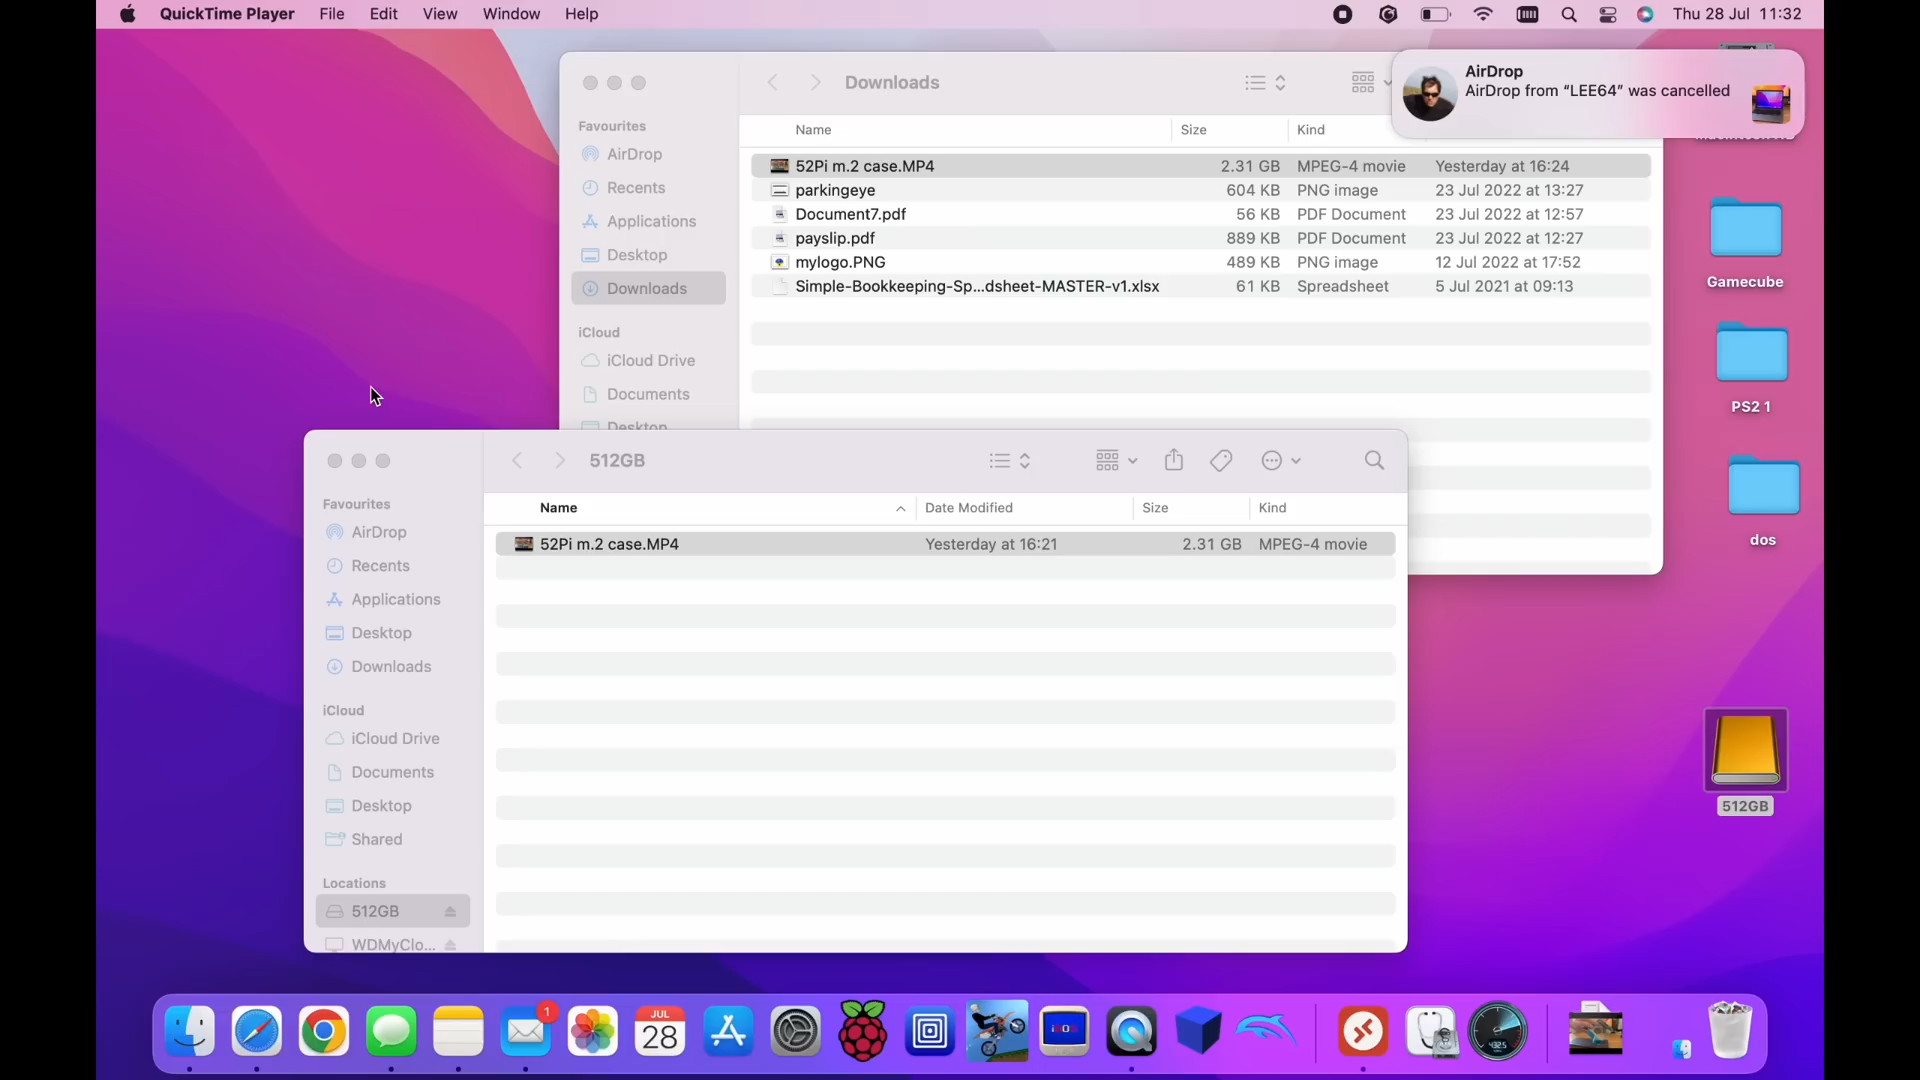 QuickTime Player File Edit View Window Help Thu 28 Jul 11:32
Downloads
AirDrop
AirDrop from “LEE64” was cancelled
Favourites
AirDrop
Recents
Applications
Desktop
Downloads
iCloud
iCloud Drive
Documents
Desktop
Name Size Kind
52Pi m.2 case.MP4 2.31 GB MPEG-4 movie Yesterday at 16:24
parkingeye 604 KB PNG image 23 Jul 2022 at 13:27
Document7.pdf 56 KB PDF Document 23 Jul 2022 at 12:57
payslip.pdf 889 KB PDF Document 23 Jul 2022 at 12:27
mylogo.PNG 489 KB PNG image 12 Jul 2022 at 17:52
Simple-Bookkeeping-Sp...dsheet-MASTER-v1.xlsx 61 KB Spreadsheet 5 Jul 2021 at 09:13
Gamecube
PS2 1
dos
512GB
512GB
Favourites
AirDrop
Recents
Applications
Desktop
Downloads
iCloud
iCloud Drive
Documents
Desktop
Shared
Locations
512GB
WDMyClo...
Name Date Modified Size Kind
52Pi m.2 case.MP4 Yesterday at 16:21 2.31 GB MPEG-4 movie
1
JUL
28